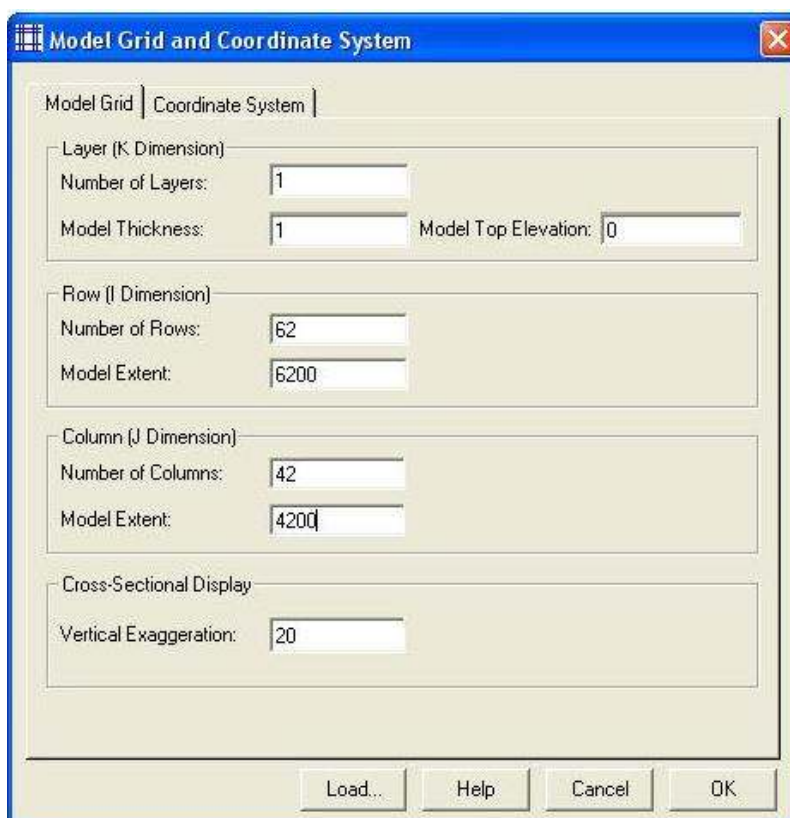 Model Grid and Coordinate System
Model Grid Coordinate System
Layer (K Dimension)
Number of Layers: 1
Model Thickness: 1 Model Top Elevation: 0
Row (I Dimension)
Number of Rows: 62
Model Extent: 6200
Column (J Dimension)
Number of Columns: 42
Model Extent: 4200
Cross-Sectional Display
Vertical Exaggeration: 20
Load... Help Cancel OK